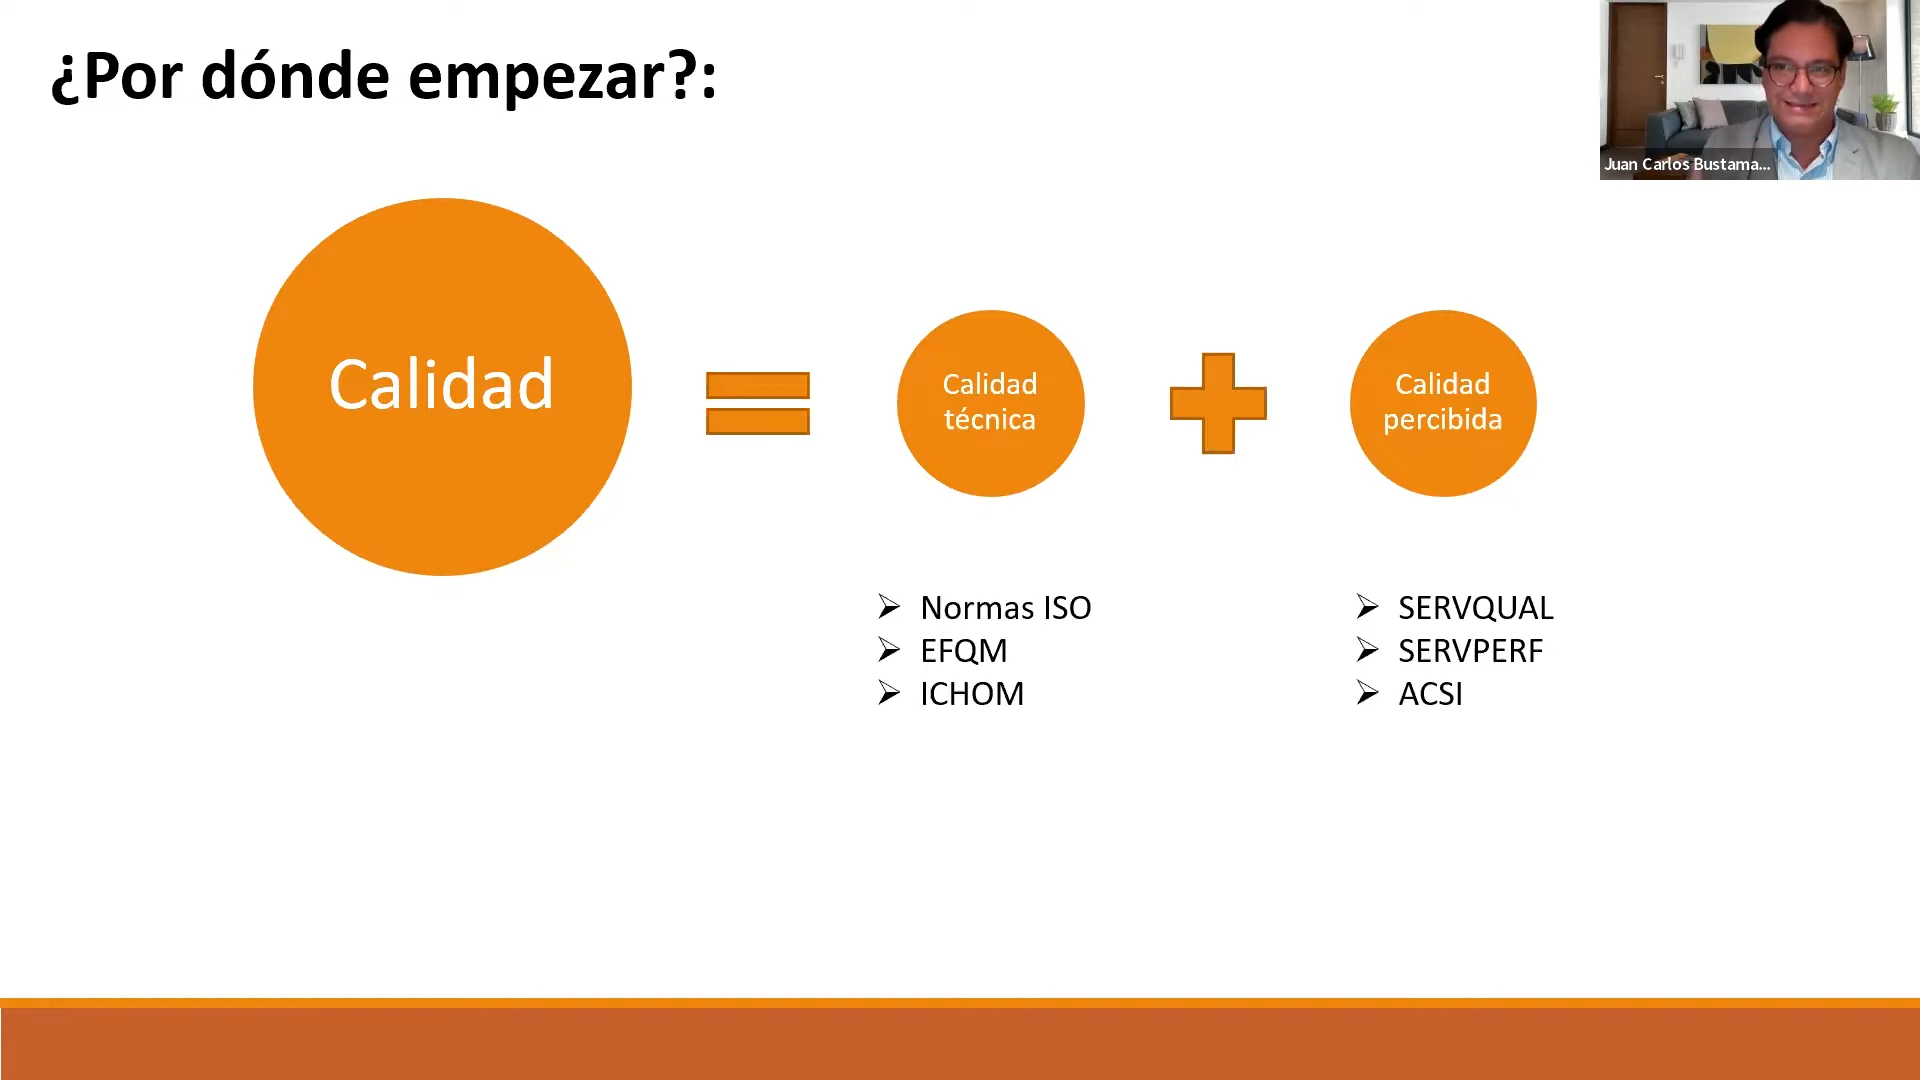 ¿Por dónde empezar?:
Juan Carlos Bustama...
Calidad
Calidad
técnica
Calidad
percibida
Normas ISO
EFQM
ICHOM
SERVQUAL
SERVPERF
ACSI